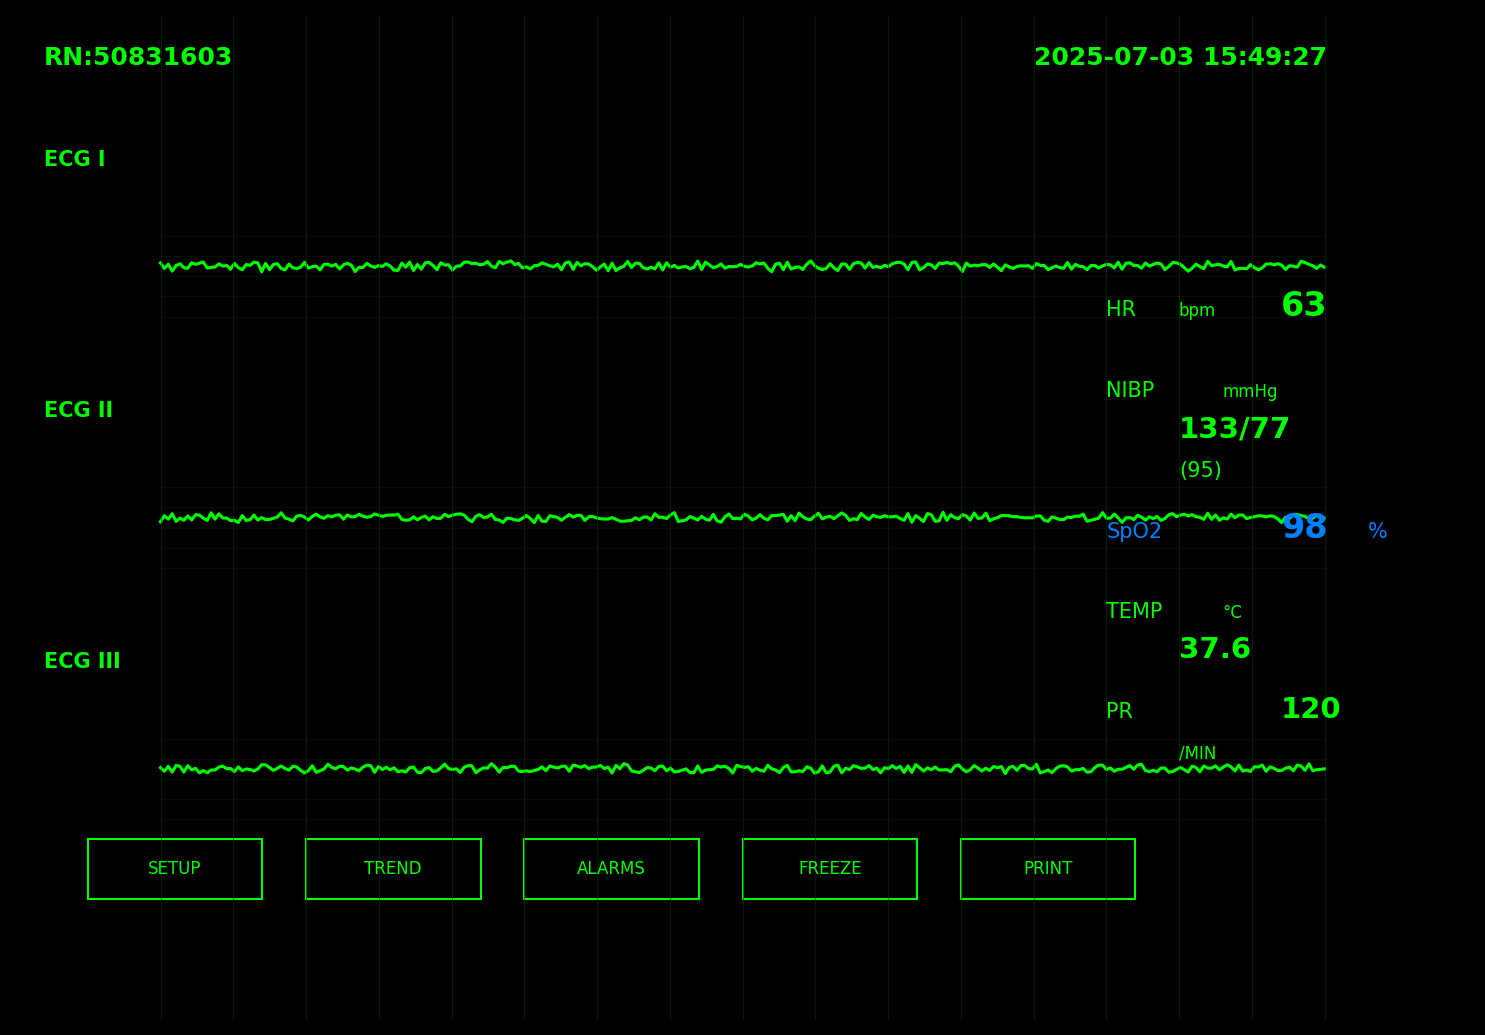 RN:50831603 2025-07-03 15:49:27
ECG I
HR bpm 63
NIBP mmHg
ECG II
133/77
(95)
SpO2 98 %
TEMP °C
37.6
ECG III
PR 120
/MIN
SETUP TREND ALARMS FREEZE PRINT